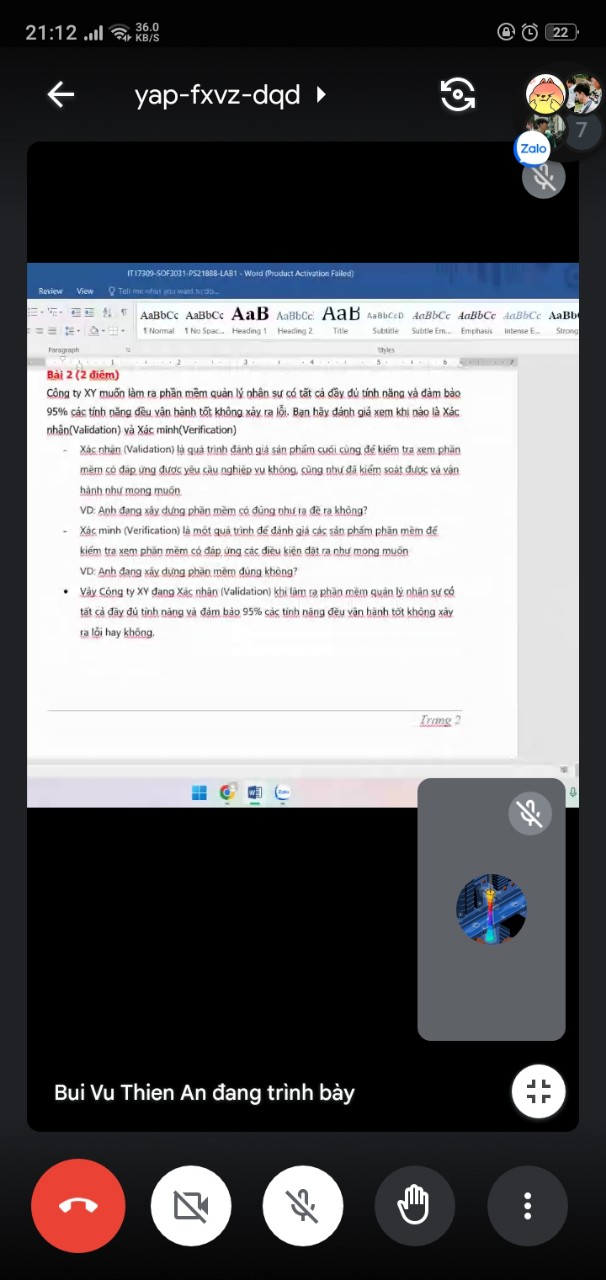 21:12
36.0
KB/S
22
yap-fxvz-dqd
7
Zalo
IT17309-SOF3031-PS21888-LAB1 - Word (Product Activation Failed)
Review View Tell me what you want to do...
AaBbCc AaBbCc AaB AaBbCc AaB AaBbCcD AaBbCc AaBbCc AaBbCc AaBb
¶ Normal ¶ No Spac... Heading 1 Heading 2 Title Subtitle Subtle Em... Emphasis Intense E... Strong
Paragraph Styles
1 2 3 4 5 6 7
Bài 2 (2 điểm)
Công ty XY muốn làm ra phần mềm quản lý nhân sự có tất cả đầy đủ tính năng và đảm bảo
95% các tính năng đều vận hành tốt không xảy ra lỗi. Bạn hãy đánh giá xem khi nào là Xác
nhận(Validation) và Xác minh(Verification)
- Xác nhận (Validation) là quá trình đánh giá sản phẩm cuối cùng để kiểm tra xem phần
mềm có đáp ứng được yêu cầu nghiệp vụ không, cũng như đã kiểm soát được và vận
hành như mong muốn
VD: Anh đang xây dựng phần mềm có đúng như ra đề ra không?
- Xác minh (Verification) là một quá trình để đánh giá các sản phẩm phần mềm để
kiểm tra xem phần mềm có đáp ứng các điều kiện đặt ra như mong muốn
VD: Anh đang xây dựng phần mềm đúng không?
• Vậy Công ty XY đang Xác nhận (Validation) khi làm ra phần mềm quản lý nhân sự có
tất cả đầy đủ tính năng và đảm bảo 95% các tính năng đều vận hành tốt không xảy
ra lỗi hay không.
Trang 2
Zalo
Bui Vu Thien An đang trình bày